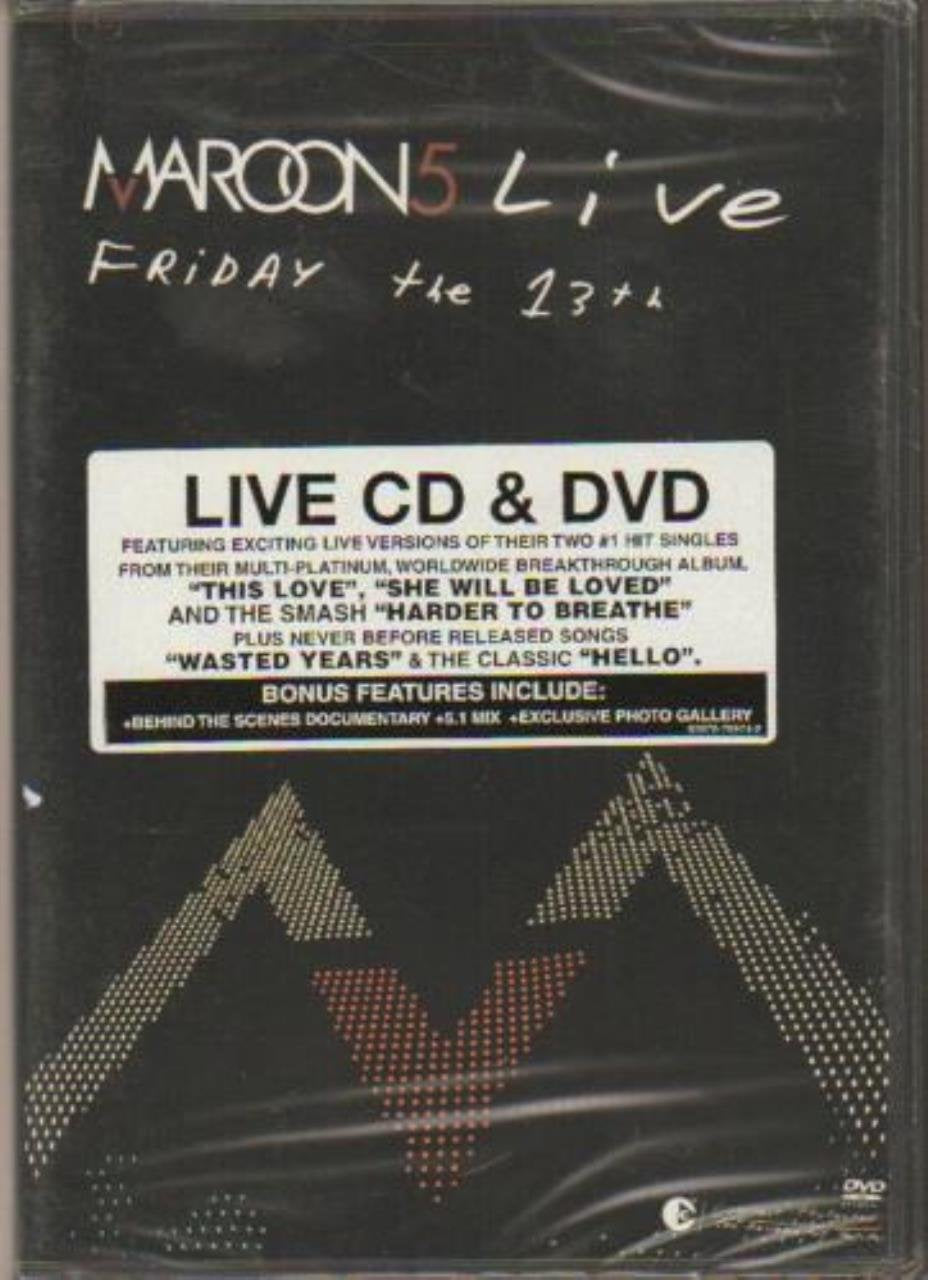 MAROON5 Live
FRiDAY the 13th
LIVE CD & DVD
FEATURING EXCITING LIVE VERSIONS OF THEIR TWO #1 HIT SINGLES
FROM THEIR MULTI-PLATINUM, WORLDWIDE BREAKTHROUGH ALBUM,
"THIS LOVE", "SHE WILL BE LOVED"
AND THE SMASH "HARDER TO BREATHE"
PLUS NEVER BEFORE RELEASED SONGS
"WASTED YEARS" & THE CLASSIC "HELLO".
BONUS FEATURES INCLUDE:
+BEHIND THE SCENES DOCUMENTARY +5.1 MIX +EXCLUSIVE PHOTO GALLERY
DVD